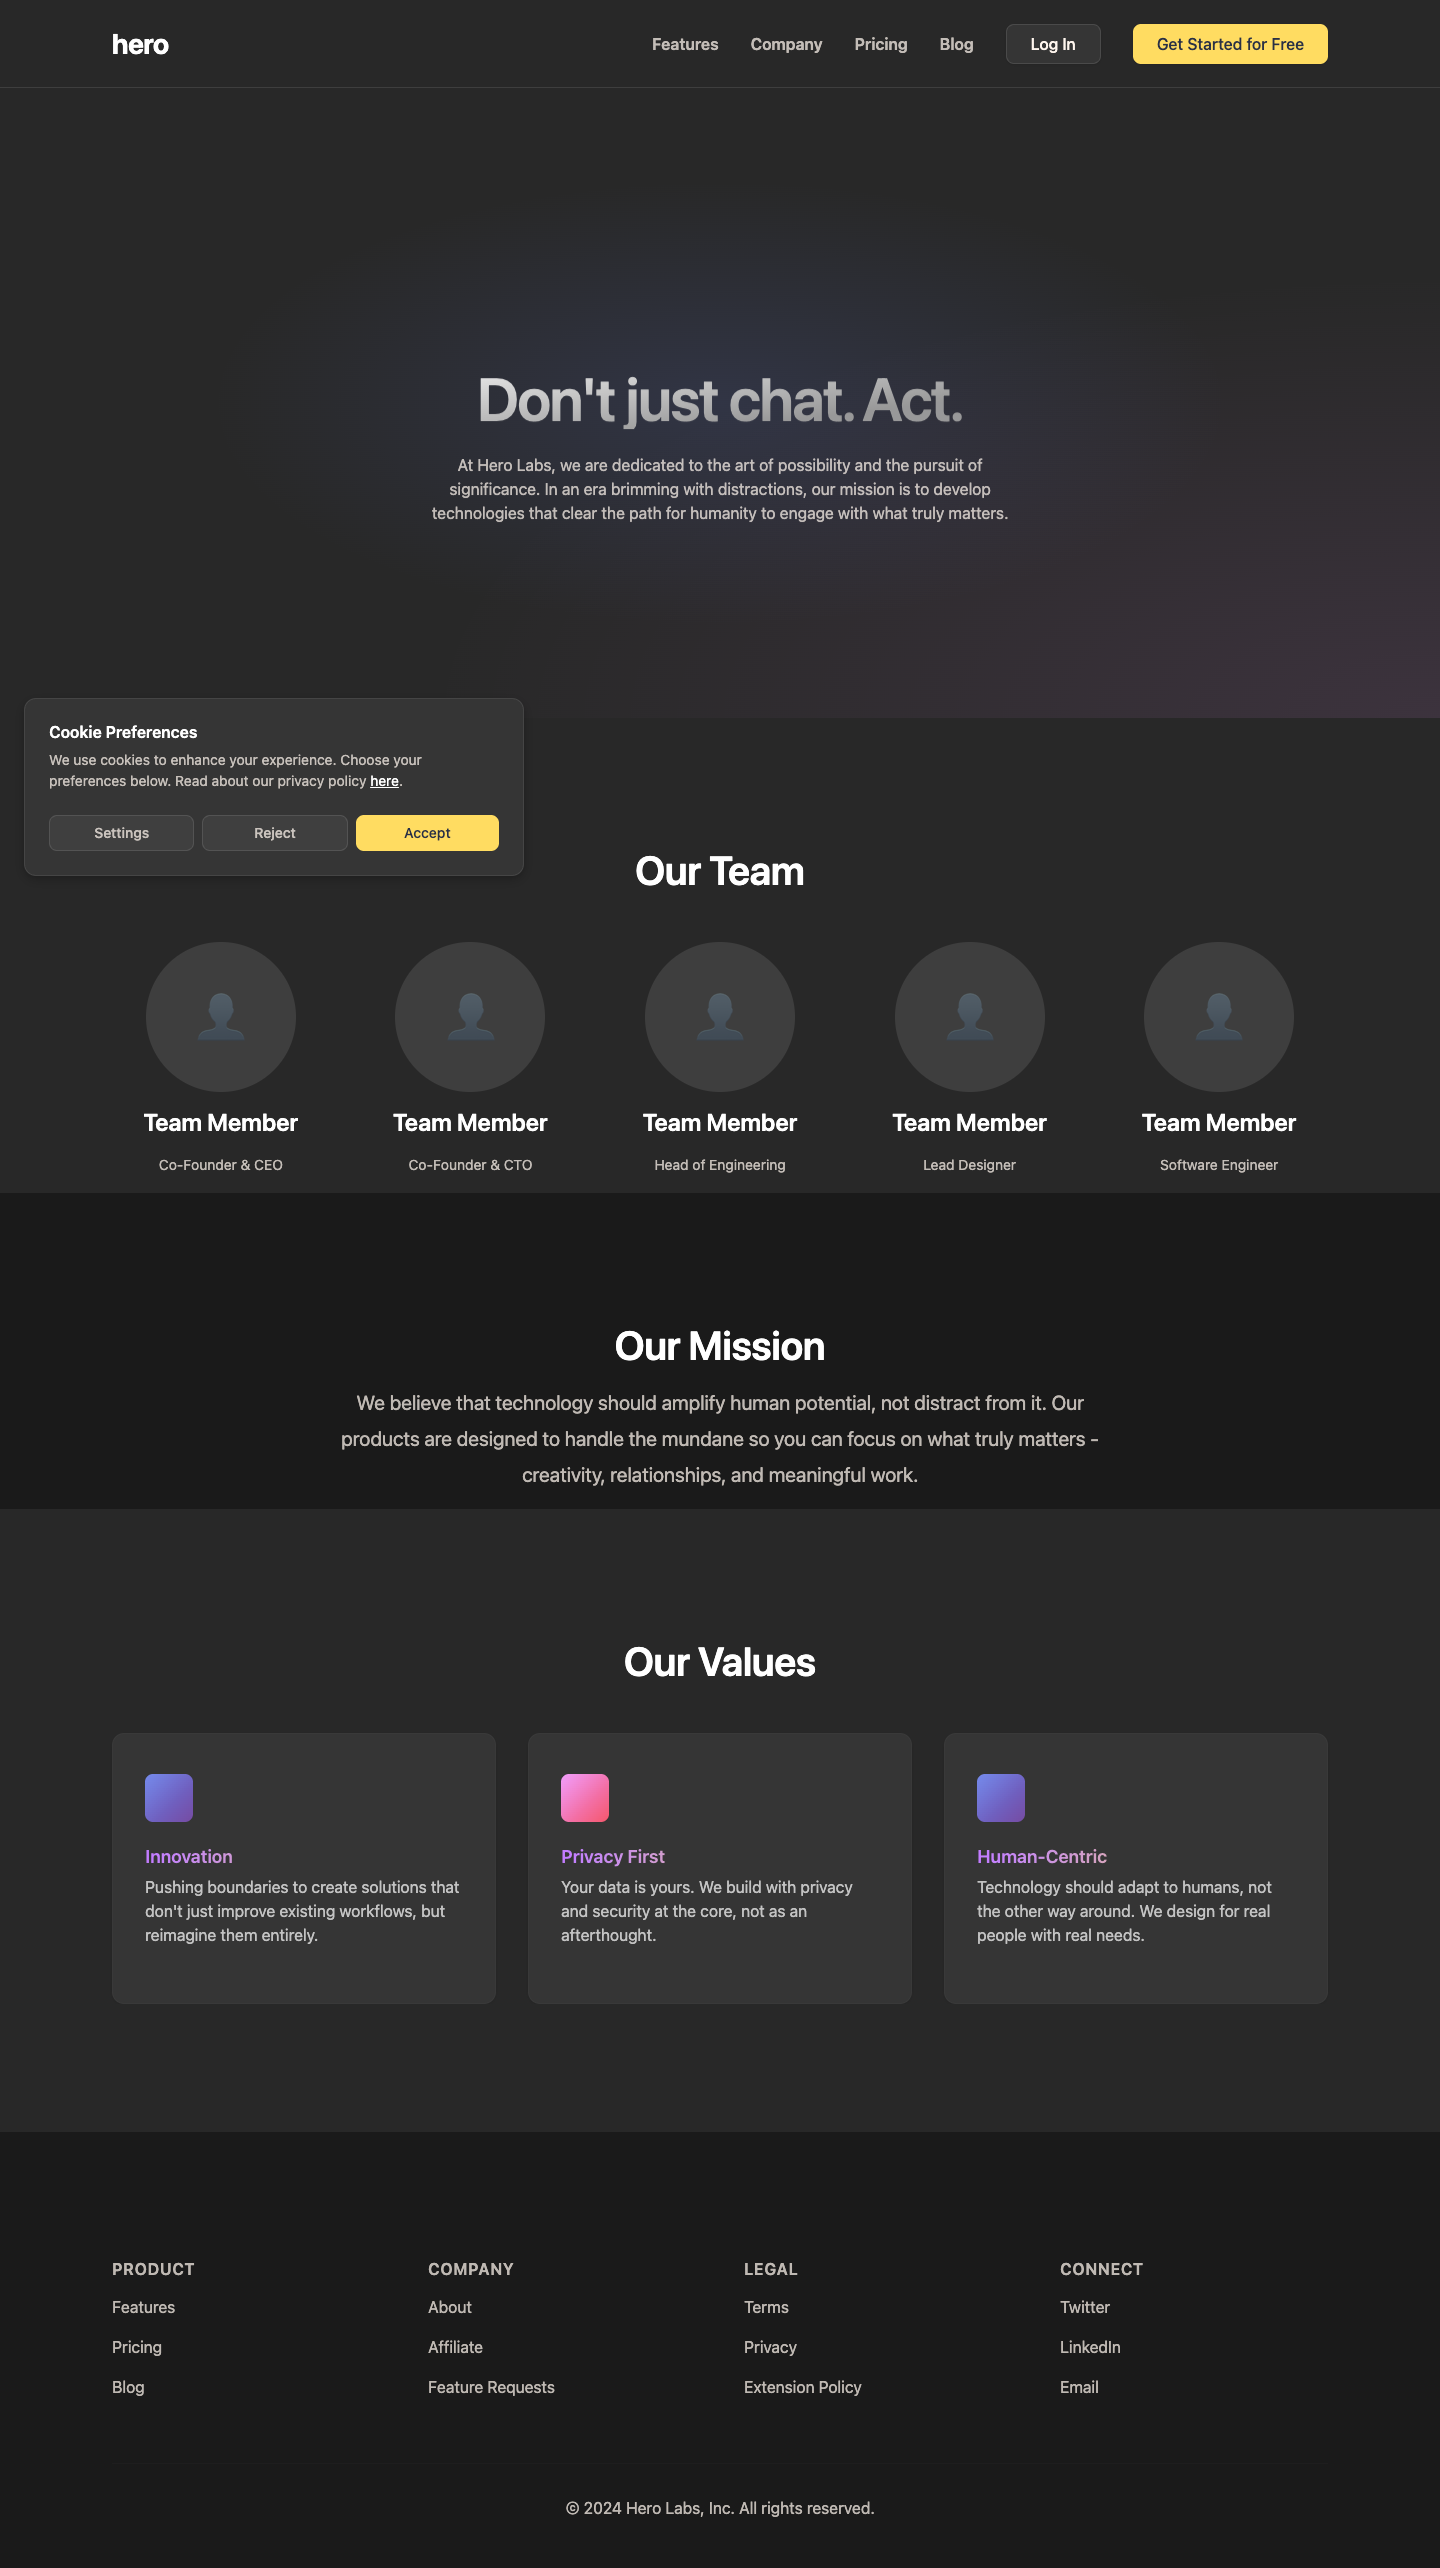 hero
Features
Company
Pricing
Blog
Log In
Get Started for Free
Don't just chat. Act.
At Hero Labs, we are dedicated to the art of possibility and the pursuit of
significance. In an era brimming with distractions, our mission is to develop
technologies that clear the path for humanity to engage with what truly matters.
Cookie Preferences
We use cookies to enhance your experience. Choose your
preferences below. Read about our privacy policy here.
Settings
Reject
Accept
Our Team
Team Member
Co-Founder & CEO
Team Member
Co-Founder & CTO
Team Member
Head of Engineering
Team Member
Lead Designer
Team Member
Software Engineer
Our Mission
We believe that technology should amplify human potential, not distract from it. Our
products are designed to handle the mundane so you can focus on what truly matters -
creativity, relationships, and meaningful work.
Our Values
Innovation
Pushing boundaries to create solutions that
don't just improve existing workflows, but
reimagine them entirely.
Privacy First
Your data is yours. We build with privacy
and security at the core, not as an
afterthought.
Human-Centric
Technology should adapt to humans, not
the other way around. We design for real
people with real needs.
PRODUCT
Features
Pricing
Blog
COMPANY
About
Affiliate
Feature Requests
LEGAL
Terms
Privacy
Extension Policy
CONNECT
Twitter
LinkedIn
Email
© 2024 Hero Labs, Inc. All rights reserved.